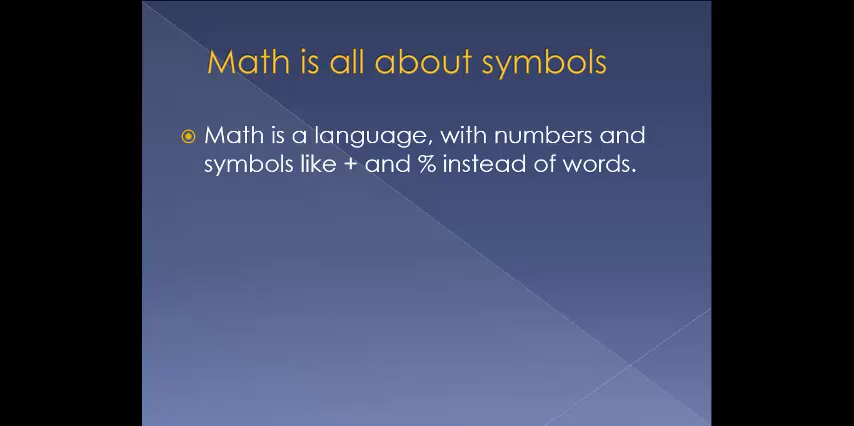 Math is all about symbols
Math is a language, with numbers and
symbols like + and % instead of words.